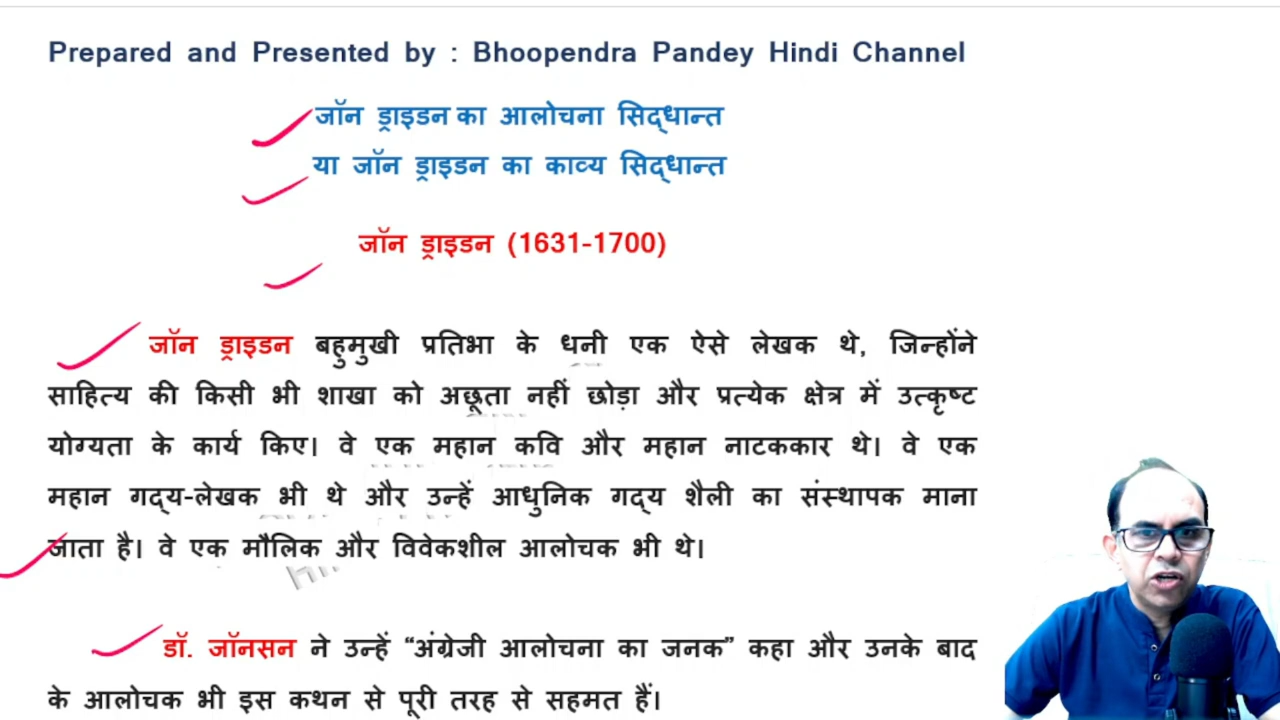 Prepared and Presented by : Bhoopendra Pandey Hindi Channel
जॉन ड्राइडन का आलोचना सिद्धान्त
या जॉन ड्राइडन का काव्य सिद्धान्त
जॉन ड्राइडन (1631-1700)
जॉन ड्राइडन बहुमुखी प्रतिभा के धनी एक ऐसे लेखक थे, जिन्होंने
साहित्य की किसी भी शाखा को अछूता नहीं छोड़ा और प्रत्येक क्षेत्र में उत्कृष्ट
योग्यता के कार्य किए। वे एक महान कवि और महान नाटककार थे। वे एक
महान गद्य-लेखक भी थे और उन्हें आधुनिक गद्य शैली का संस्थापक माना
जाता है। वे एक मौलिक और विवेकशील आलोचक भी थे।
डॉ. जॉनसन ने उन्हें “अंग्रेजी आलोचना का जनक” कहा और उनके बाद
के आलोचक भी इस कथन से पूरी तरह से सहमत हैं।